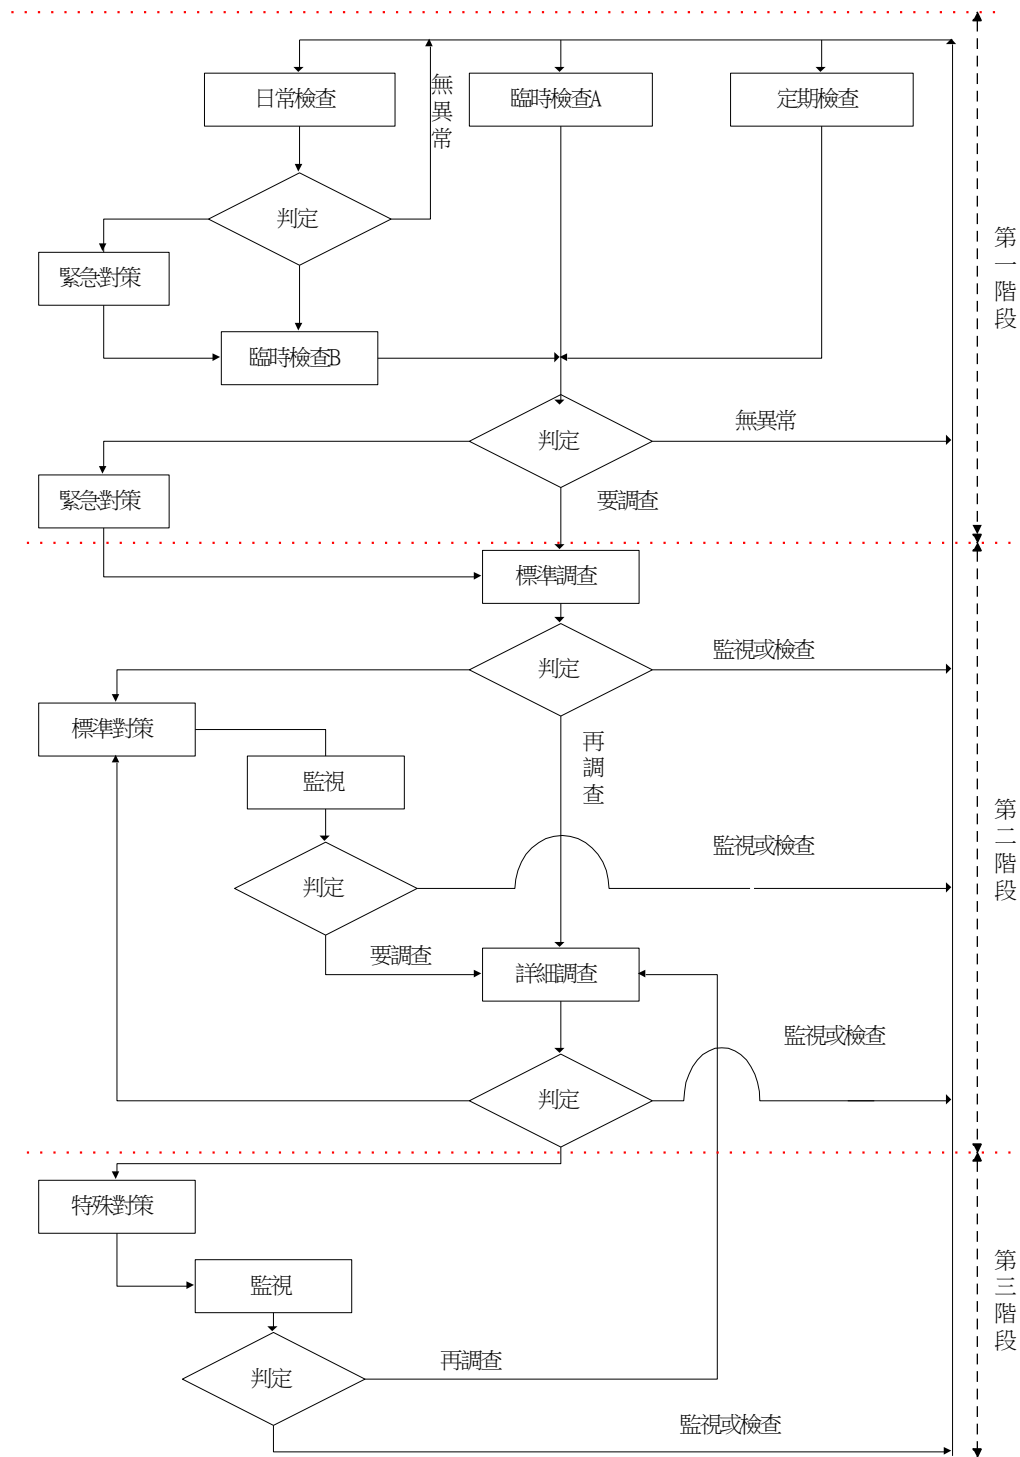 日常檢查
無異常
臨時檢查A
定期檢查
判定
緊急對策
臨時檢查B
第一階段
判定
無異常
緊急對策
要調查
標準調查
判定
監視或檢查
標準對策
再調查
監視
監視或檢查
判定
第二階段
要調查
詳細調查
監視或檢查
判定
特殊對策
監視
第三階段
判定
再調查
監視或檢查